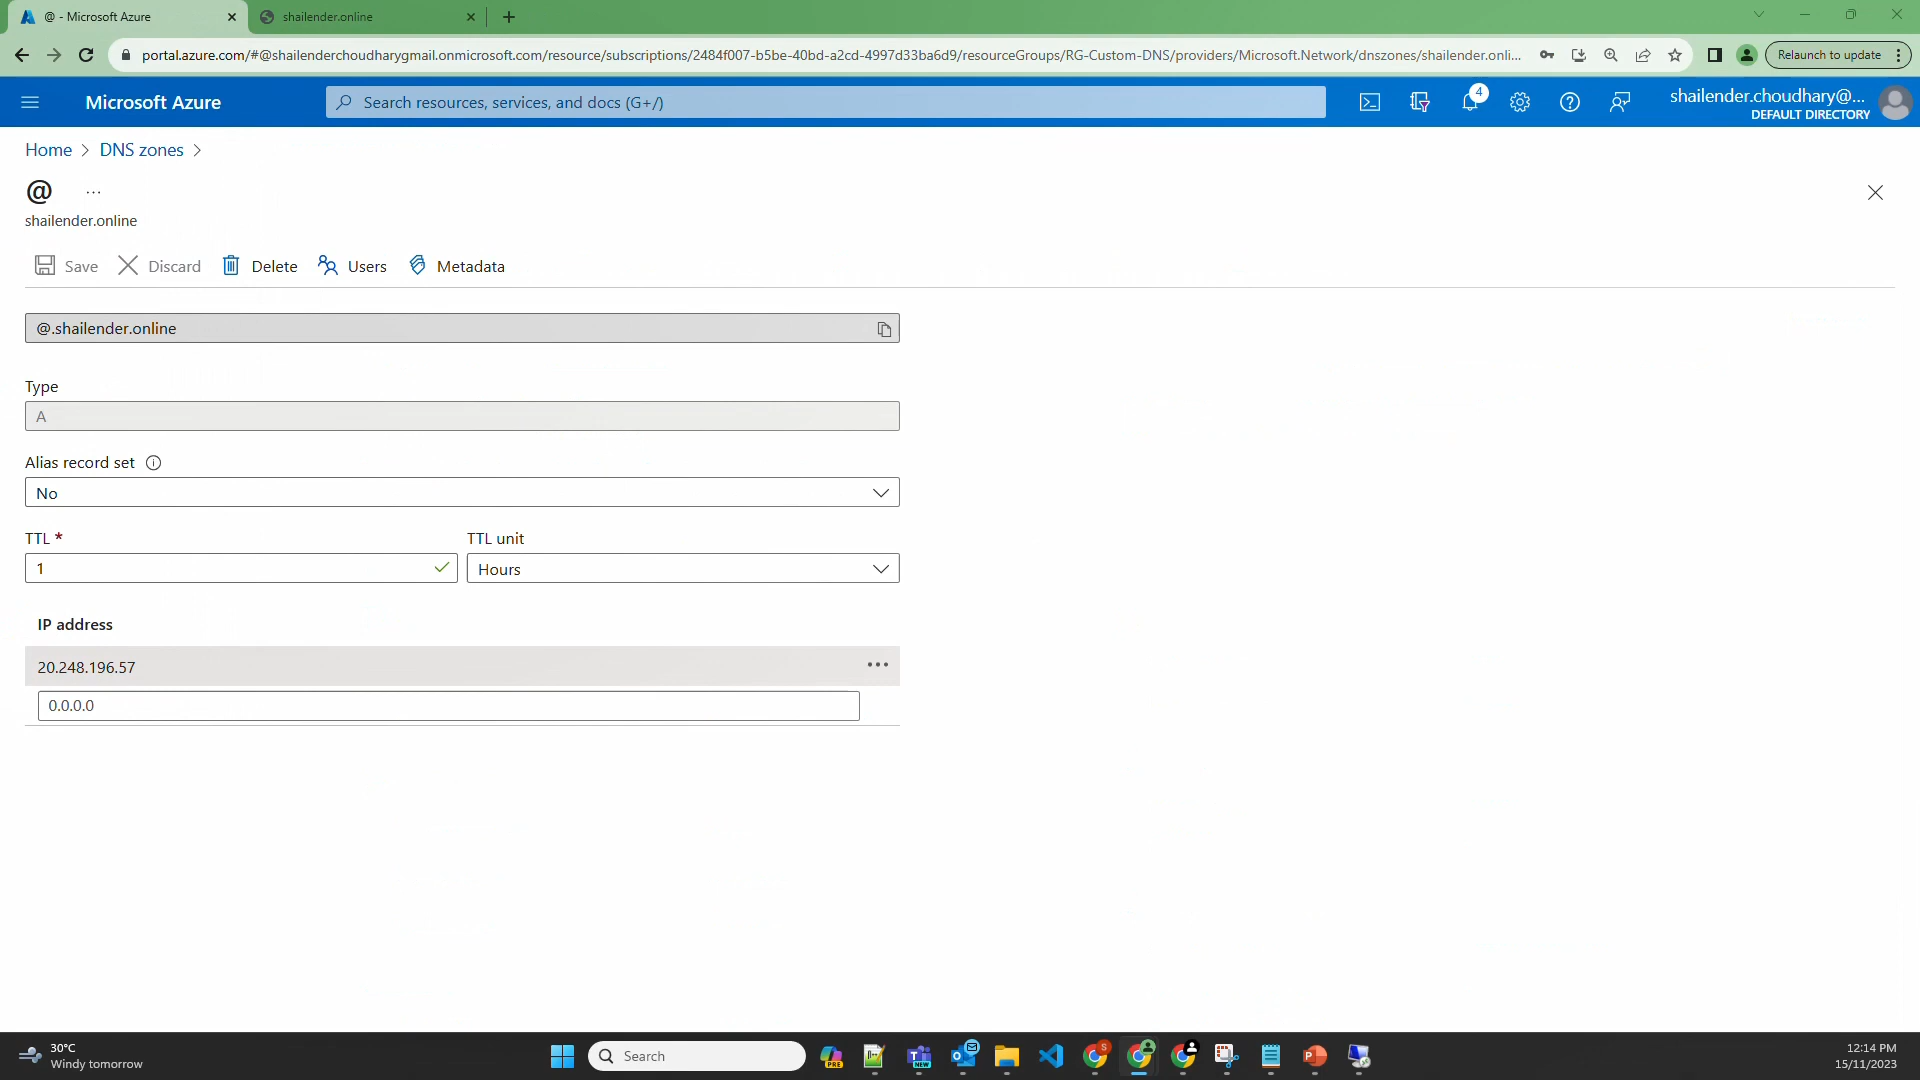 @ - Microsoft Azure
shailender.online
portal.azure.com/#@shailenderchoudharygmail.onmicrosoft.com/resource/subscriptions/2484f007-b5be-40bd-a2cd-4997d33ba6d9/resourceGroups/RG-Custom-DNS/providers/Microsoft.Network/dnszones/shailender.onli...
Relaunch to update
Microsoft Azure
Search resources, services, and docs (G+/)
4
shailender.choudhary@...
DEFAULT DIRECTORY
Home > DNS zones >
@ ...
shailender.online
Save Discard Delete Users Metadata
@.shailender.online
Type
A
Alias record set
No
TTL * TTL unit
1 Hours
IP address
20.248.196.57
0.0.0.0
30°C
Windy tomorrow
Search
PRE
NEW
S
12:14 PM
15/11/2023